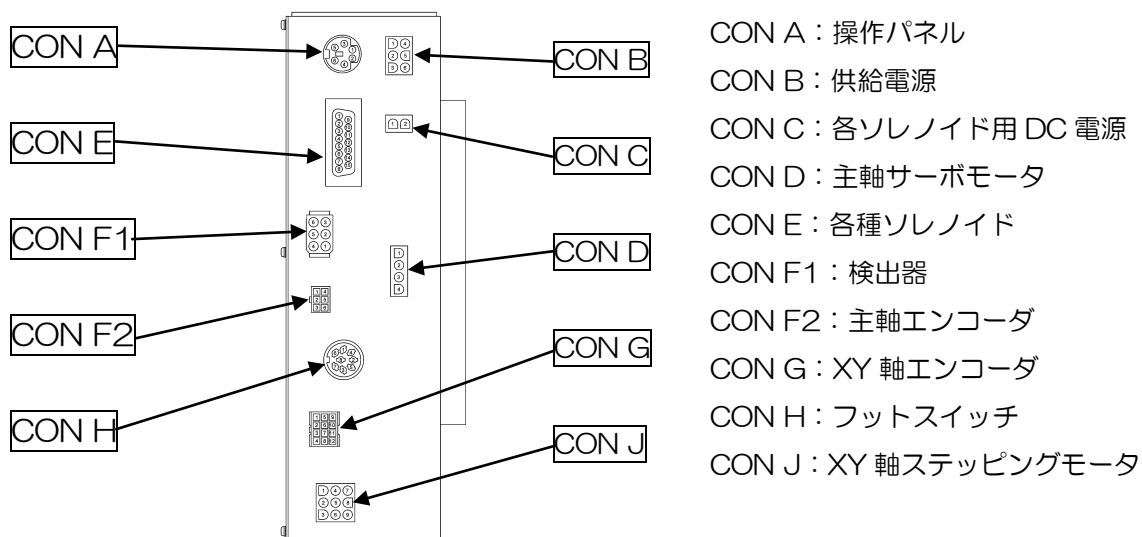 CON A
CON E
CON F1
CON F2
CON H
CON B
CON C
CON D
CON G
CON J
CON A：操作パネル
CON B：供給電源
CON C：各ソレノイド用 DC 電源
CON D：主軸サーボモータ
CON E：各種ソレノイド
CON F1：検出器
CON F2：主軸エンコーダ
CON G：XY 軸エンコーダ
CON H：フットスイッチ
CON J：XY 軸ステッピングモータ